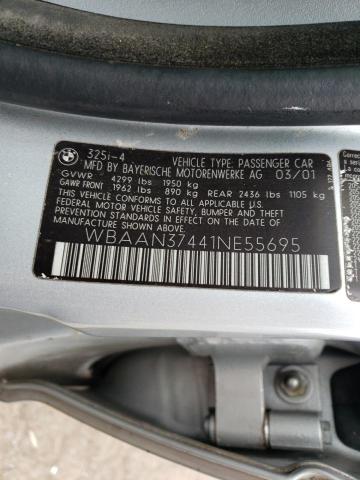 325i-4 VEHICLE TYPE: PASSENGER CAR
MFD BY BAYERISCHE MOTORENWERKE AG 03/01
GVWR 4299 lbs 1950 kg
GAWR FRONT 1962 lbs 890 kg REAR 2436 lbs 1105 kg
THIS VEHICLE CONFORMS TO ALL APPLICABLE U.S.
FEDERAL MOTOR VEHICLE SAFETY, BUMPER AND THEFT
PREVENTION STANDARDS IN EFFECT ON THE DATE OF
MANUFACTURE SHOWN ABOVE.
WBAAN37441NE55695